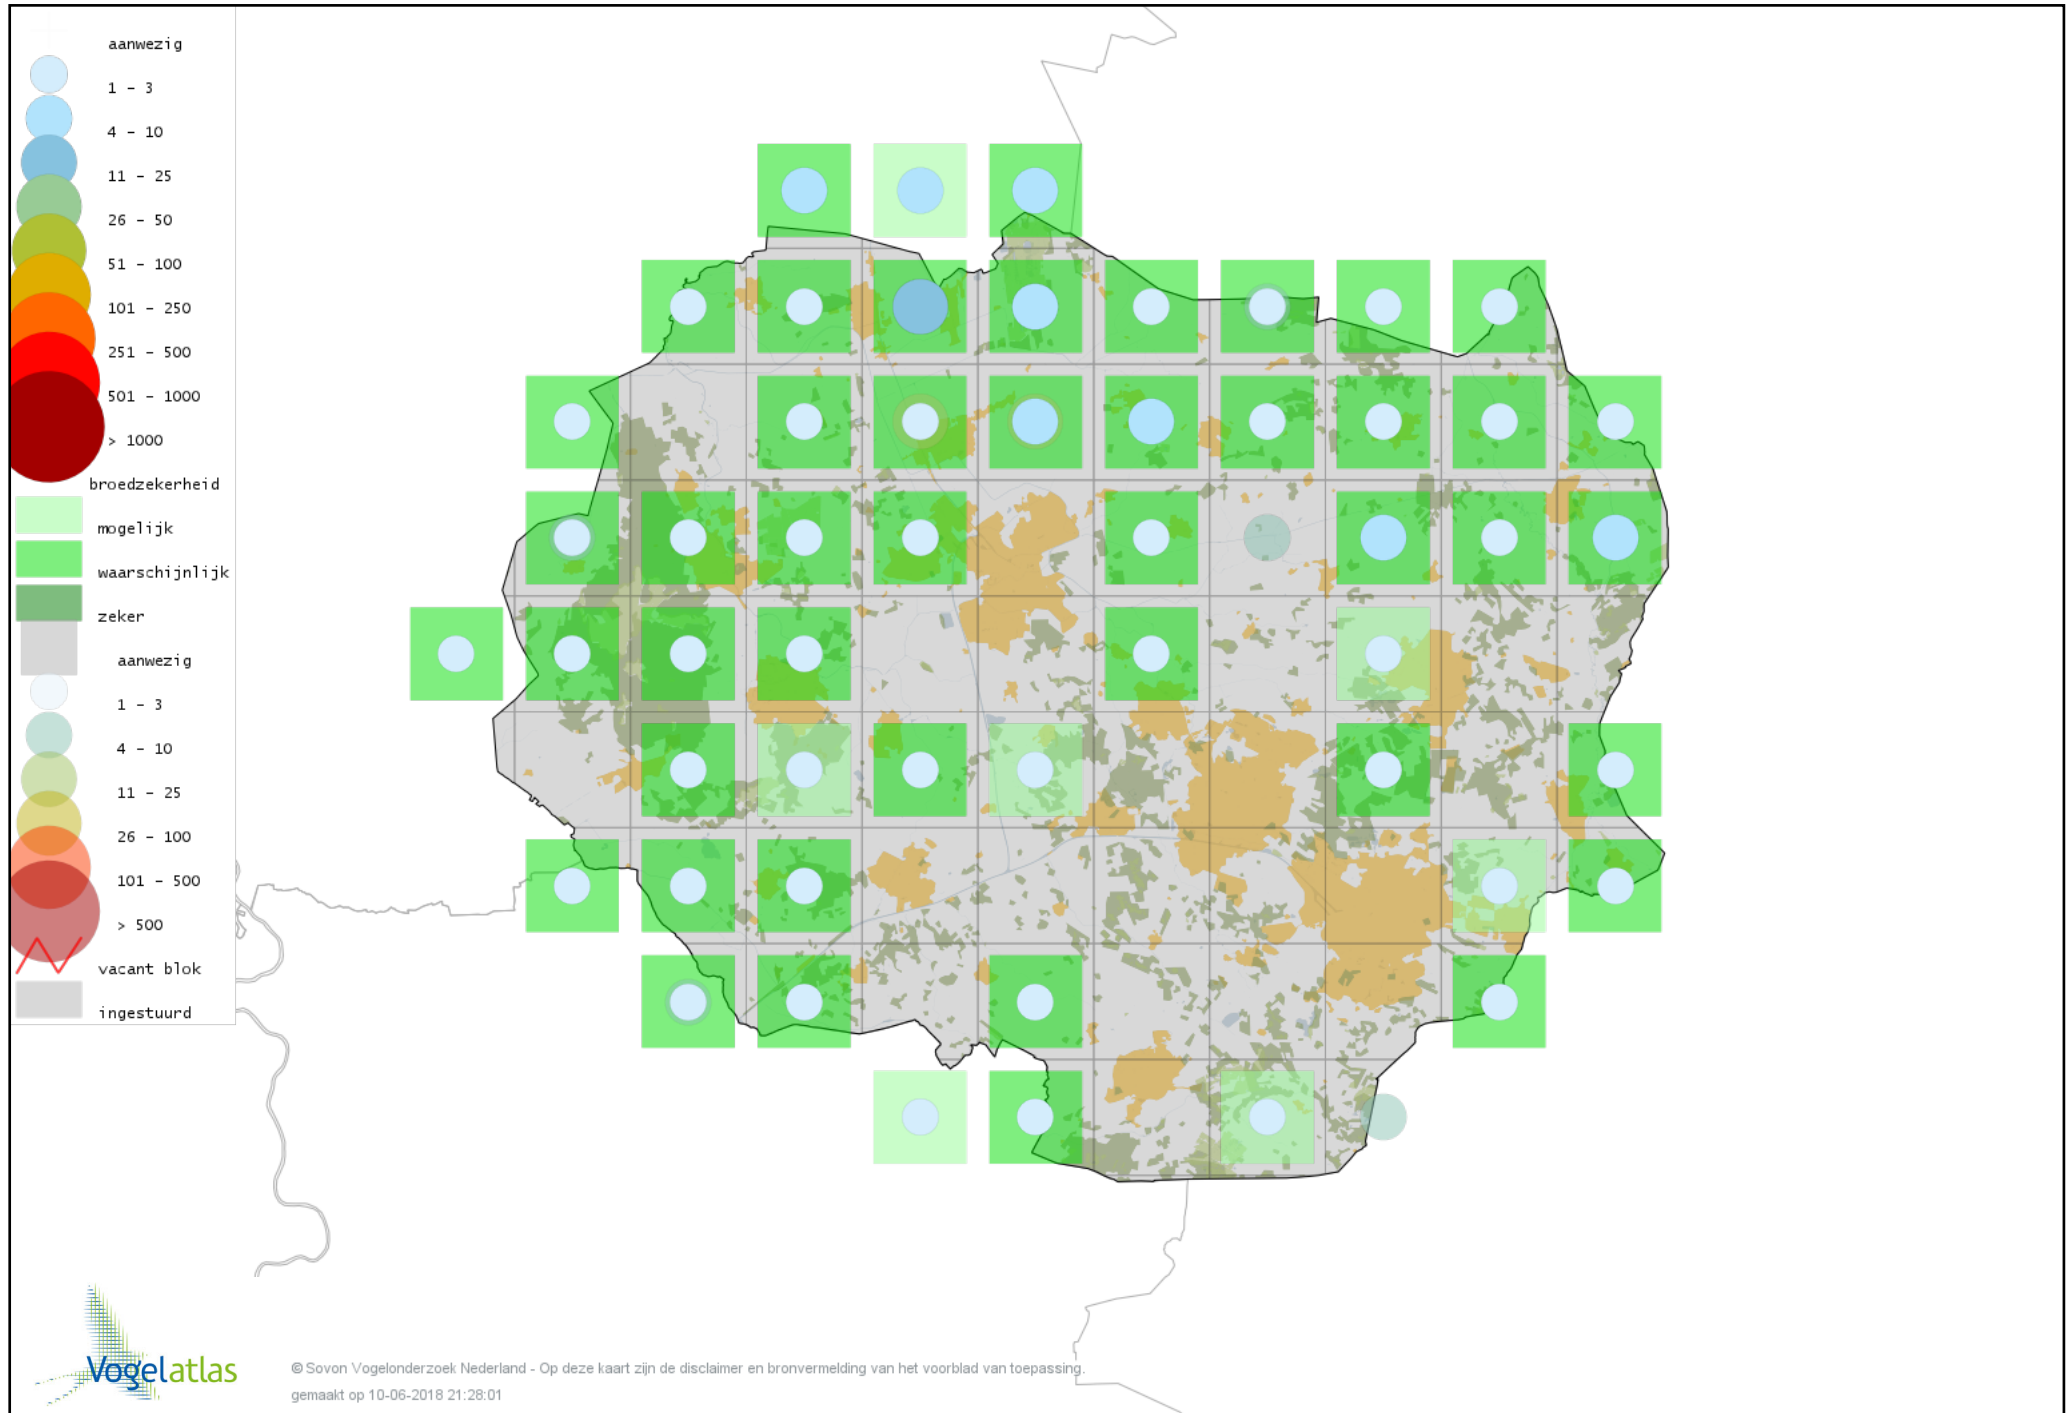 aanwezig
1 - 3
4 - 10
11 - 25
26 - 50
51 - 100
101 - 250
251 - 500
501 - 1000
> 1000
broedzekerheid
mogelijk
waarschijnlijk
zeker
aanwezig
1 - 3
4 - 10
11 - 25
26 - 100
101 - 500
> 500
vacant blok
ingestuurd
Vogelatlas
© Sovon Vogelonderzoek Nederland - Op deze kaart zijn de disclaimer en bronvermelding van het voorblad van toepassing.
gemaakt op 10-06-2018 21:28:01